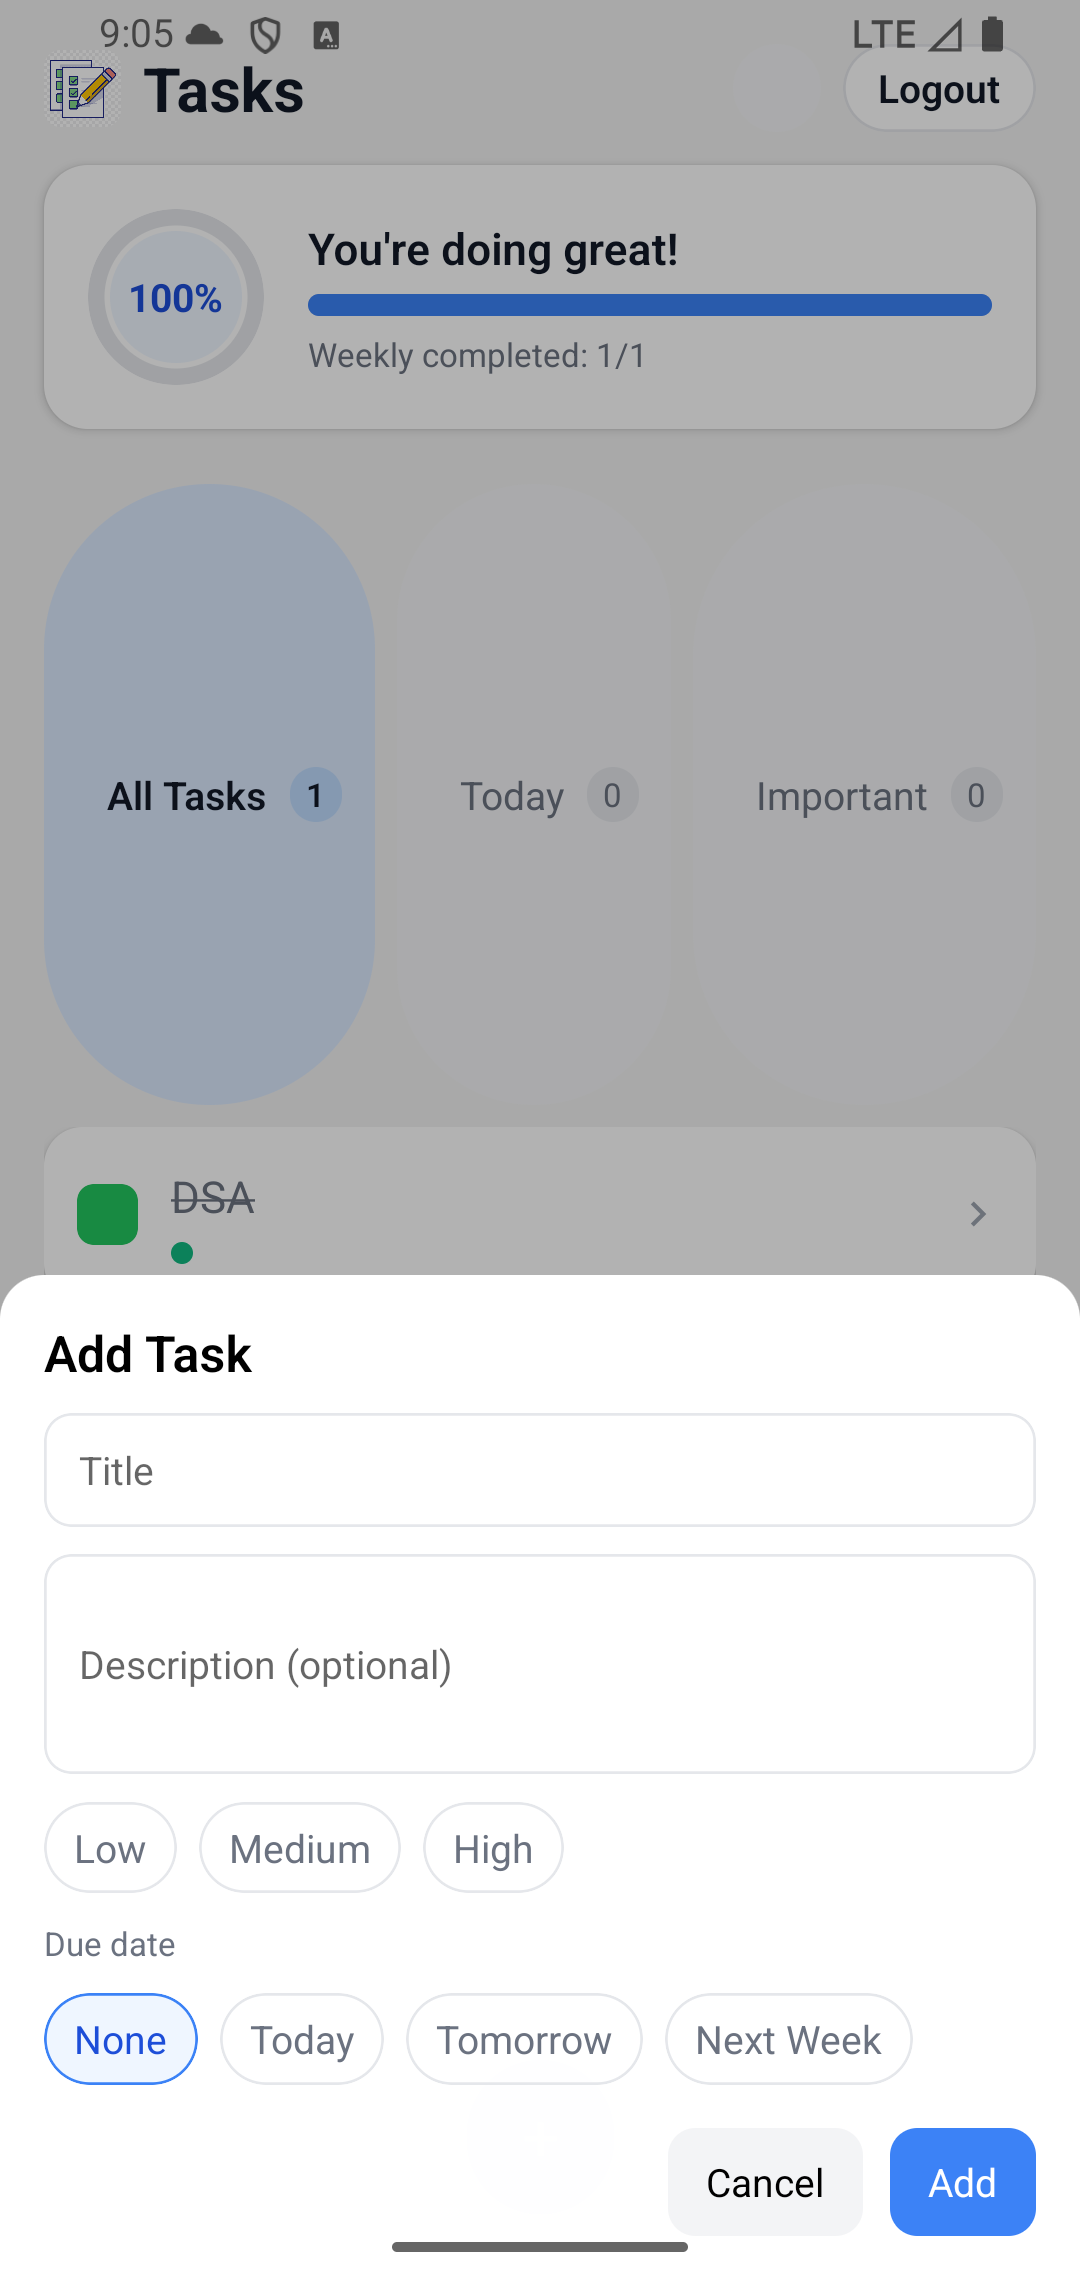 9:05 LTE
Tasks
Logout
100%
You're doing great!
Weekly completed: 1/1
All Tasks 1
Today 0
Important 0
DSA
Add Task
Title
Description (optional)
Low Medium High
Due date
None Today Tomorrow Next Week
Cancel Add